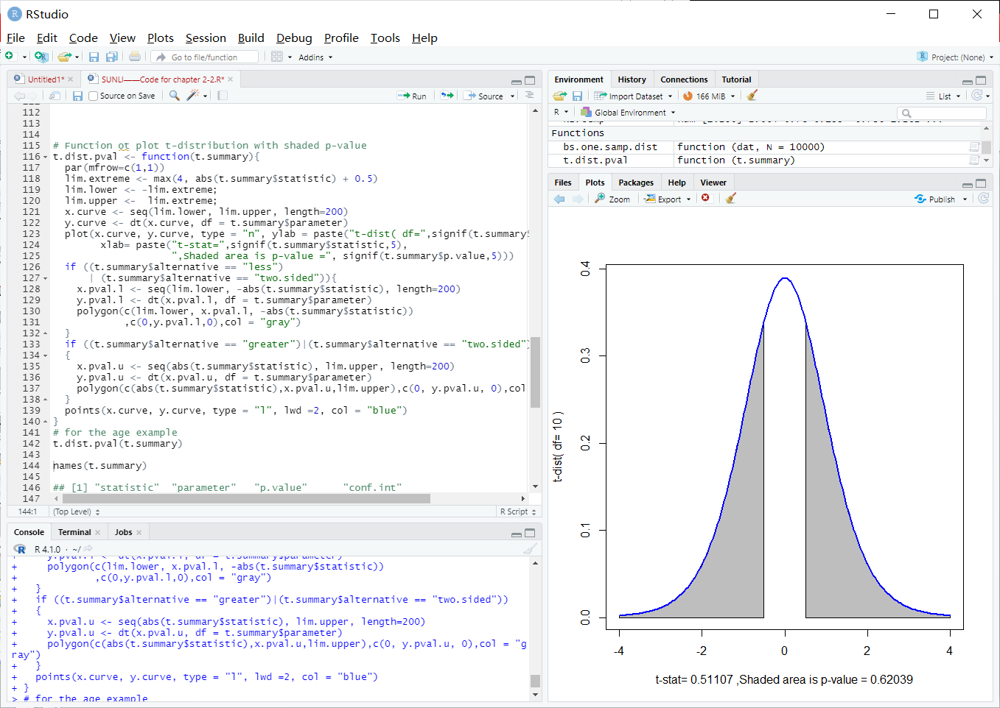 RStudio
File Edit Code View Plots Session Build Debug Profile Tools Help
Go to file/function Addins Project: (None)
Untitled1* SUNLI——Code for chapter 2-2.R*
Source on Save Run Source
112
113
114
115 # Function ot plot t-distribution with shaded p-value
116 t.dist.pval <- function(t.summary){
117 par(mfrow=c(1,1))
118 lim.extreme <- max(4, abs(t.summary$statistic) + 0.5)
119 lim.lower <- -lim.extreme;
120 lim.upper <- lim.extreme;
121 x.curve <- seq(lim.lower, lim.upper, length=200)
122 y.curve <- dt(x.curve, df = t.summary$parameter)
123 plot(x.curve, y.curve, type = "n", ylab = paste("t-dist( df=",signif(t.summary$
124 xlab= paste("t-stat=",signif(t.summary$statistic,5),
125 ",Shaded area is p-value =", signif(t.summary$p.value,5)))
126 if ((t.summary$alternative == "less")
127 | (t.summary$alternative == "two.sided")){
128 x.pval.l <- seq(lim.lower, -abs(t.summary$statistic), length=200)
129 y.pval.l <- dt(x.pval.l, df = t.summary$parameter)
130 polygon(c(lim.lower, x.pval.l, -abs(t.summary$statistic))
131 ,c(0,y.pval.l,0),col = "gray")
132 }
133 if ((t.summary$alternative == "greater")|(t.summary$alternative == "two.sided")
134 {
135 x.pval.u <- seq(abs(t.summary$statistic), lim.upper, length=200)
136 y.pval.u <- dt(x.pval.u, df = t.summary$parameter)
137 polygon(c(abs(t.summary$statistic),x.pval.u,lim.upper),c(0, y.pval.u, 0),col
138 }
139 points(x.curve, y.curve, type = "l", lwd =2, col = "blue")
140 }
141 # for the age example
142 t.dist.pval(t.summary)
143
144 names(t.summary)
145
146 ## [1] "statistic" "parameter" "p.value" "conf.int"
147
144:1 (Top Level) R Script
Console Terminal Jobs
R 4.1.0 · ~/
+ y.pval.l <- dt(x.pval.l, df = t.summary$parameter)
+ polygon(c(lim.lower, x.pval.l, -abs(t.summary$statistic))
+ ,c(0,y.pval.l,0),col = "gray")
+ }
+ if ((t.summary$alternative == "greater")|(t.summary$alternative == "two.sided"))
+ {
+ x.pval.u <- seq(abs(t.summary$statistic), lim.upper, length=200)
+ y.pval.u <- dt(x.pval.u, df = t.summary$parameter)
+ polygon(c(abs(t.summary$statistic),x.pval.u,lim.upper),c(0, y.pval.u, 0),col = "g
ray")
+ }
+ points(x.curve, y.curve, type = "l", lwd =2, col = "blue")
+ }
> # for the age example
Environment History Connections Tutorial
Import Dataset 166 MiB List
R Global Environment
Functions
bs.one.samp.dist function (dat, N = 10000)
t.dist.pval function (t.summary)
Files Plots Packages Help Viewer
Zoom Export Publish
t-dist( df= 10 )
0.4
0.3
0.2
0.1
0.0
-4 -2 0 2 4
t-stat= 0.51107 ,Shaded area is p-value = 0.62039